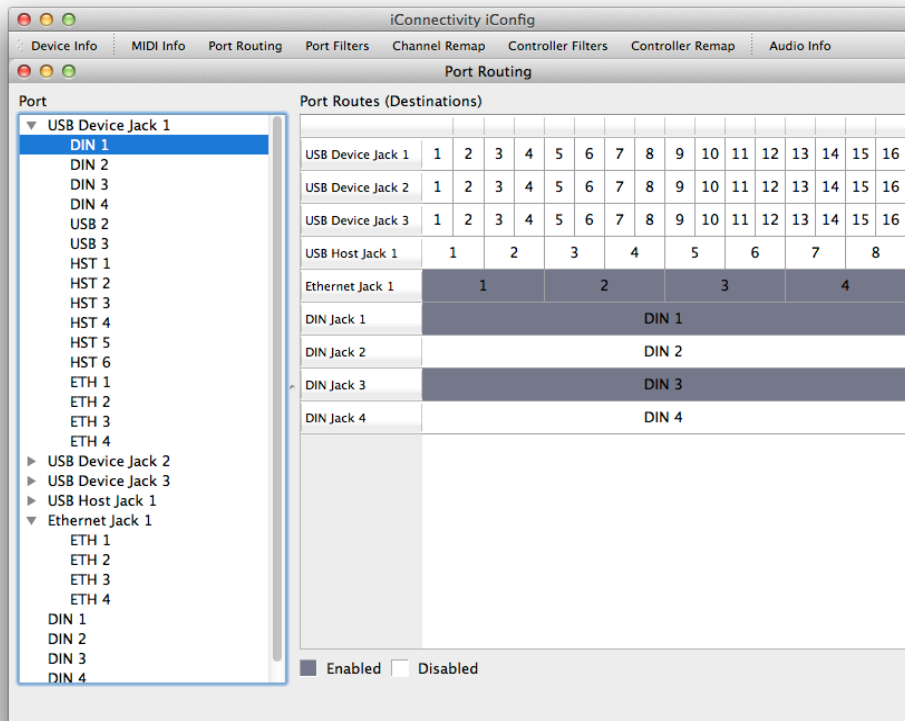 iConnectivity iConfig
Device Info MIDI Info Port Routing Port Filters Channel Remap Controller Filters Controller Remap Audio Info
Port Routing
Port
USB Device Jack 1
DIN 1
DIN 2
DIN 3
DIN 4
USB 2
USB 3
HST 1
HST 2
HST 3
HST 4
HST 5
HST 6
ETH 1
ETH 2
ETH 3
ETH 4
USB Device Jack 2
USB Device Jack 3
USB Host Jack 1
Ethernet Jack 1
ETH 1
ETH 2
ETH 3
ETH 4
DIN 1
DIN 2
DIN 3
DIN 4
Port Routes (Destinations)
USB Device Jack 1 1 2 3 4 5 6 7 8 9 10 11 12 13 14 15 16
USB Device Jack 2 1 2 3 4 5 6 7 8 9 10 11 12 13 14 15 16
USB Device Jack 3 1 2 3 4 5 6 7 8 9 10 11 12 13 14 15 16
USB Host Jack 1 1 2 3 4 5 6 7 8
Ethernet Jack 1 1 2 3 4
DIN Jack 1 DIN 1
DIN Jack 2 DIN 2
DIN Jack 3 DIN 3
DIN Jack 4 DIN 4
Enabled Disabled